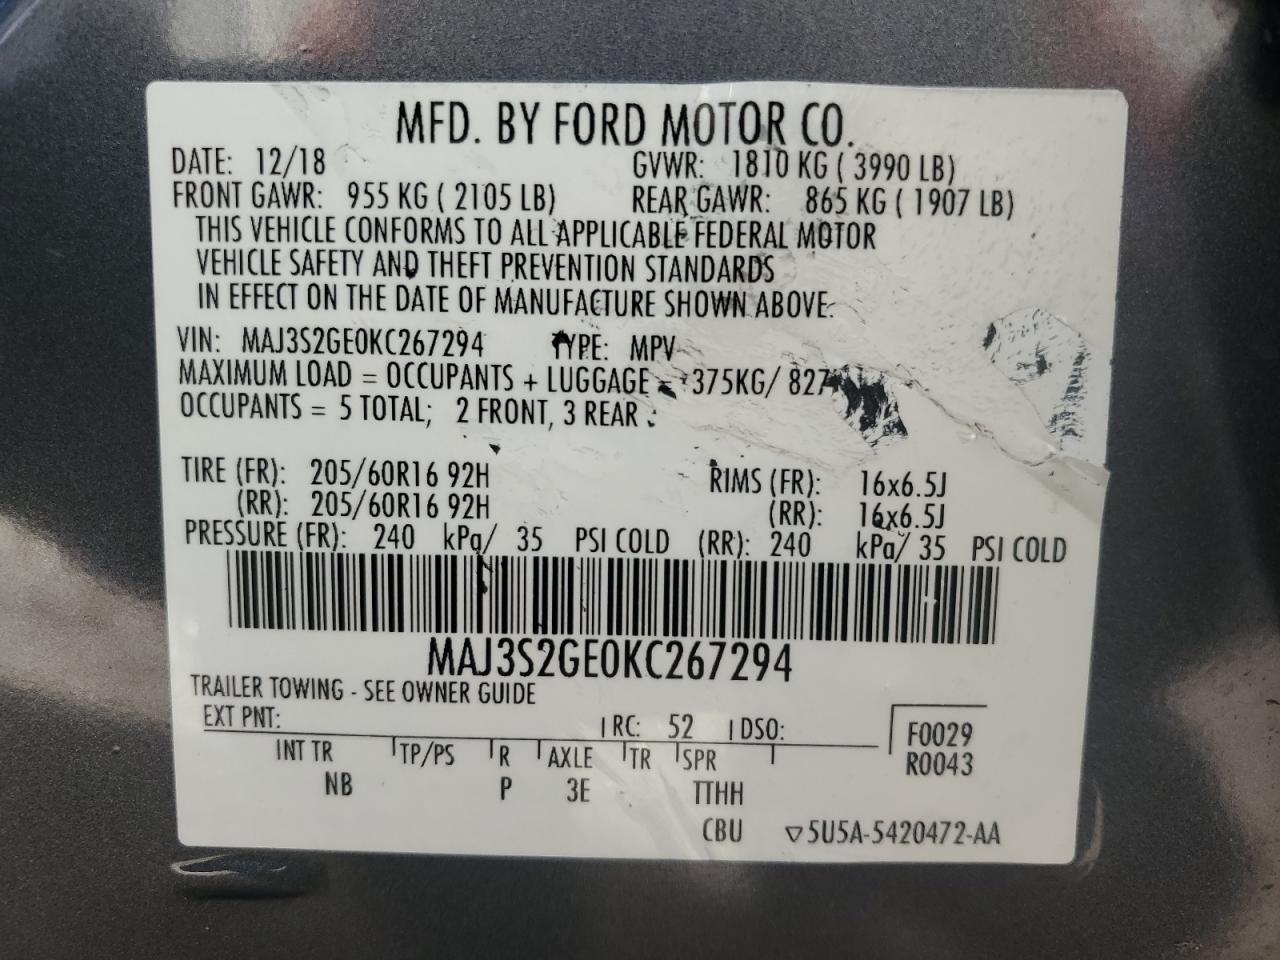 MFD. BY FORD MOTOR CO.
DATE: 12/18 GVWR: 1810 KG ( 3990 LB)
FRONT GAWR: 955 KG ( 2105 LB) REAR GAWR: 865 KG ( 1907 LB)
THIS VEHICLE CONFORMS TO ALL APPLICABLE FEDERAL MOTOR
VEHICLE SAFETY AND THEFT PREVENTION STANDARDS
IN EFFECT ON THE DATE OF MANUFACTURE SHOWN ABOVE.
VIN: MAJ3S2GE0KC267294 TYPE: MPV
MAXIMUM LOAD = OCCUPANTS + LUGGAGE = 375KG/ 827
OCCUPANTS = 5 TOTAL; 2 FRONT, 3 REAR
TIRE (FR): 205/60R16 92H RIMS (FR): 16x6.5J
(RR): 205/60R16 92H (RR): 16x6.5J
PRESSURE (FR): 240 kPa/ 35 PSI COLD (RR): 240 kPa/ 35 PSI COLD
MAJ3S2GE0KC267294
TRAILER TOWING - SEE OWNER GUIDE
EXT PNT: RC: 52 DSO:
F0029
INT TR TP/PS R AXLE TR SPR
R0043
NB P 3E TTHH
CBU ▽5U5A-5420472-AA